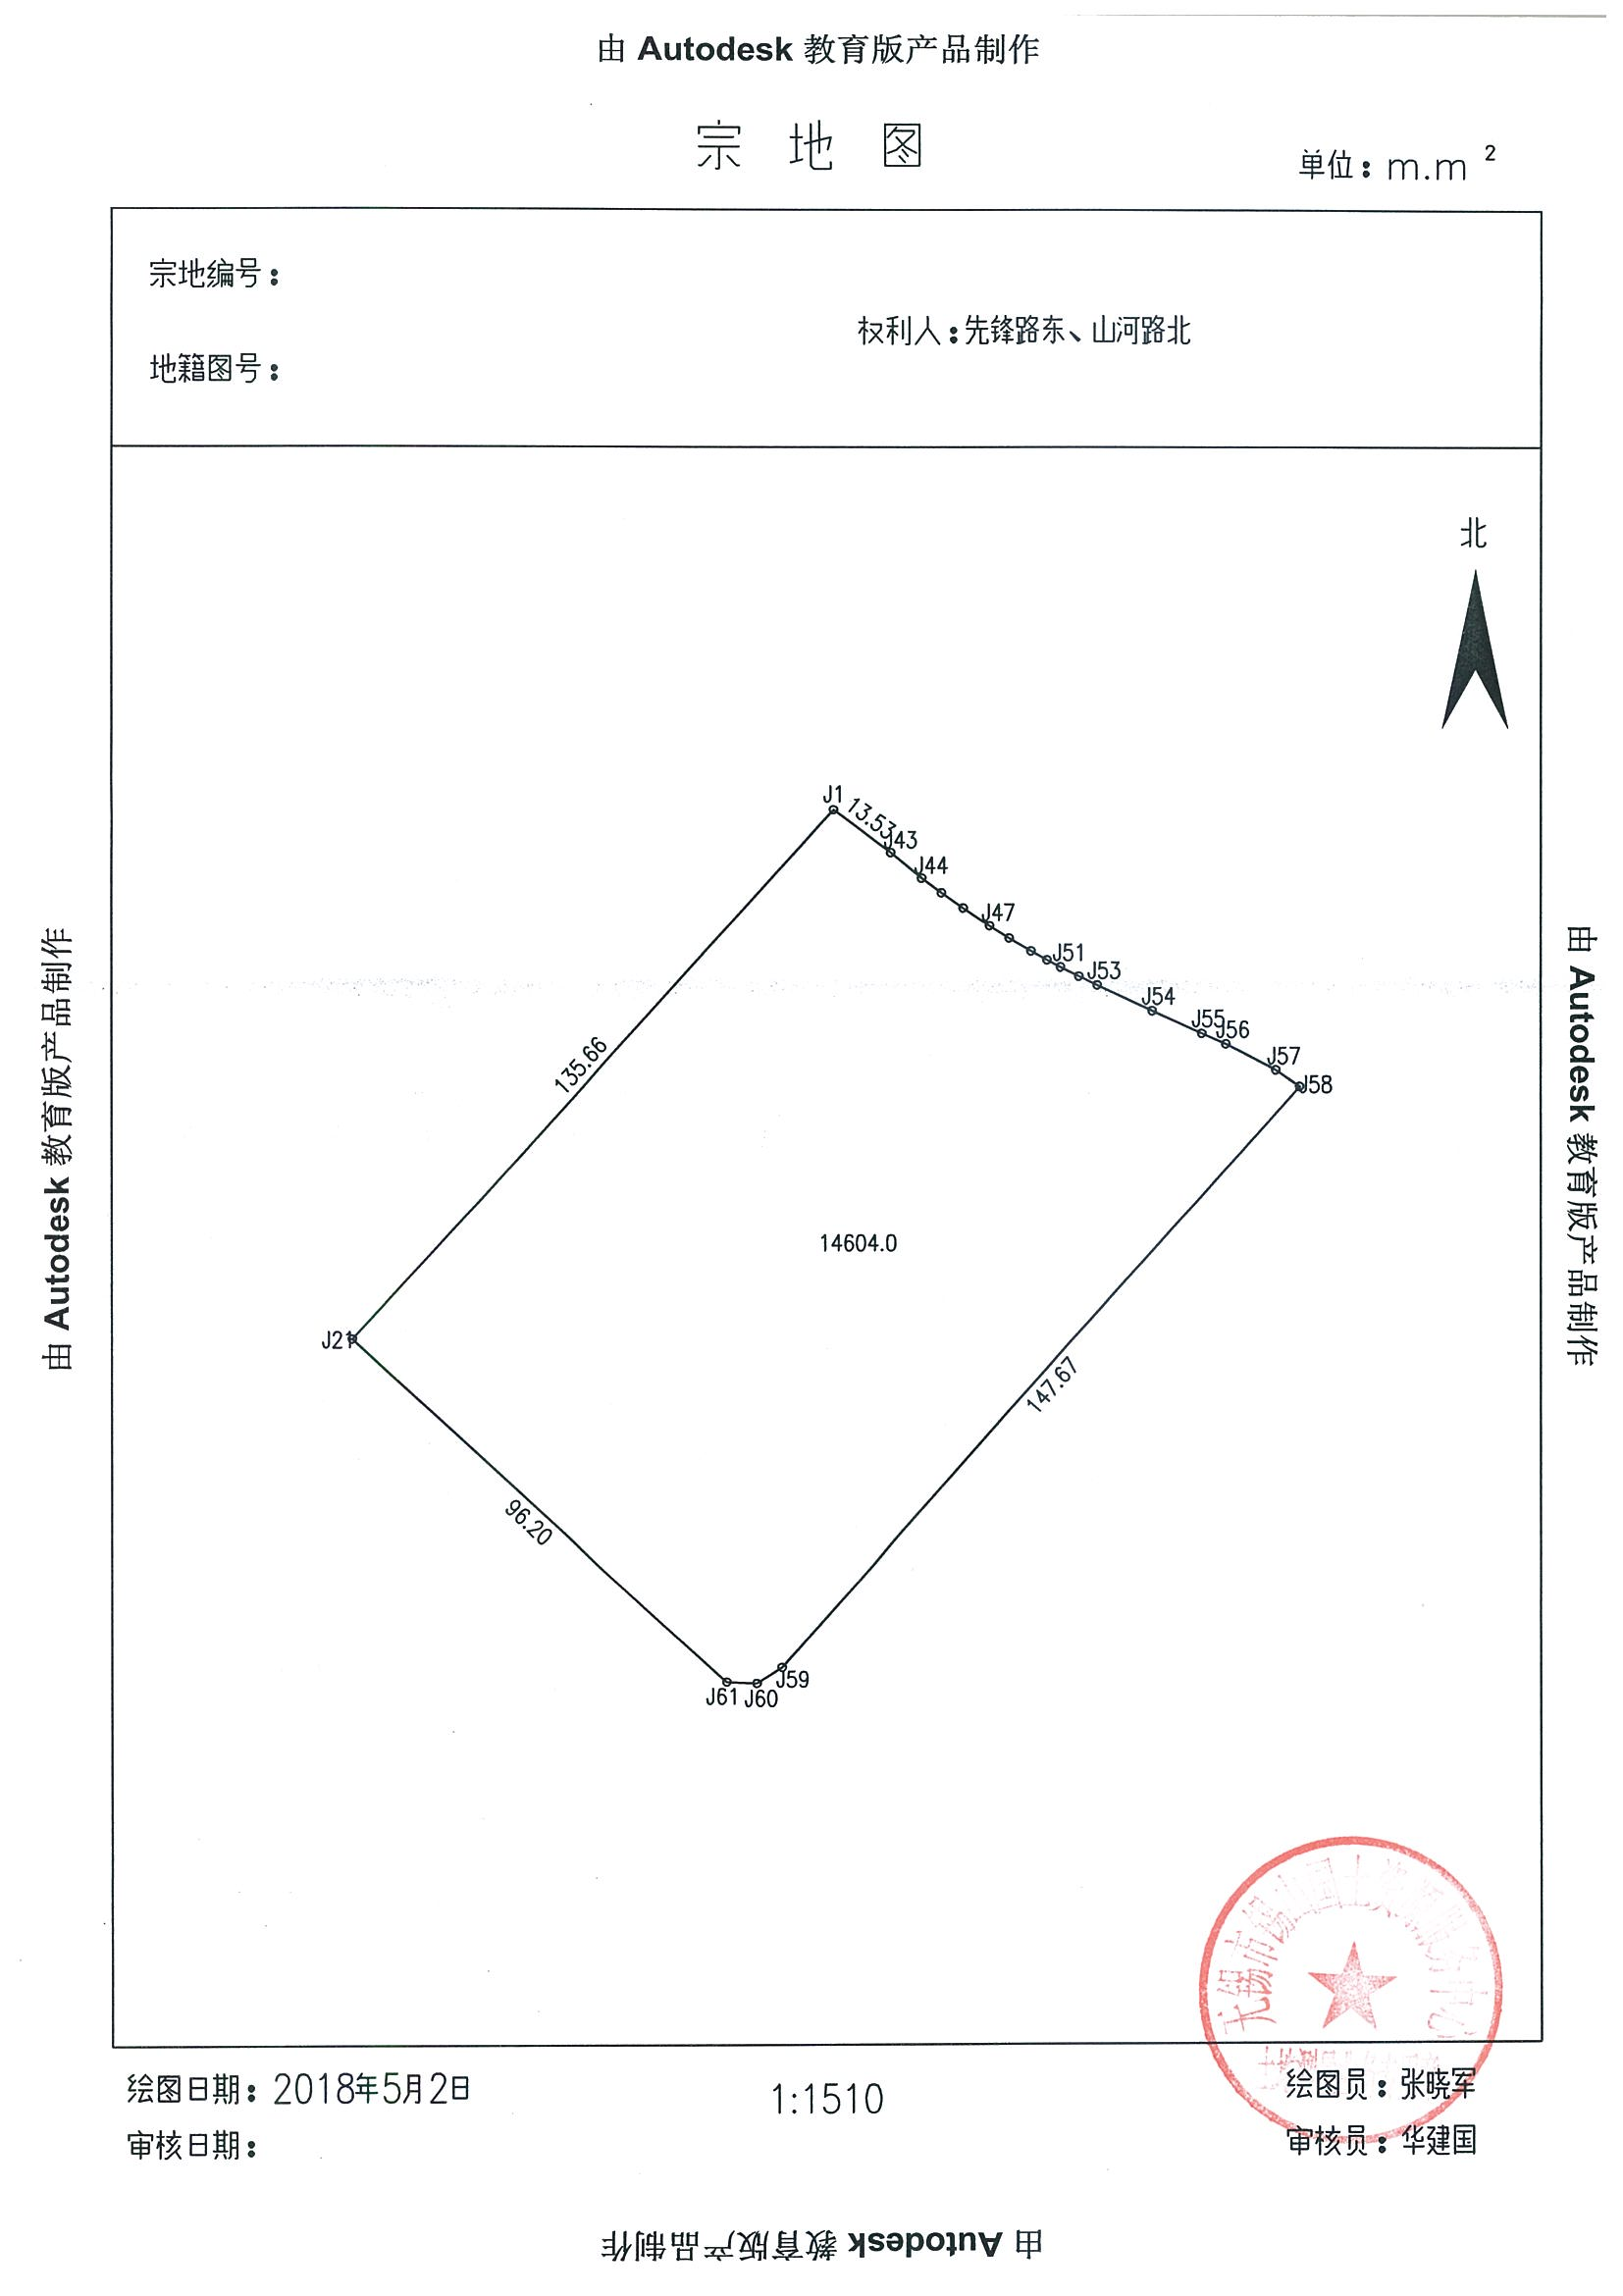 由 Autodesk 教育版产品制作
宗 地 图
单位：m.m²
宗地编号：
权利人：先锋路东、山河路北
地籍图号：
北
J1
13.53
J43
J44
J47
J51
J53
J54
J55
J56
J57
J58
135.66
14604.0
J21
147.67
96.20
J59
J61
J60
由 Autodesk 教育版产品制作
由 Autodesk 教育版产品制作
绘图日期：2018年5月2日
1:1510
绘图员：张晓军
审核日期：
审核员：华建国
由 Autodesk 教育版产品制作